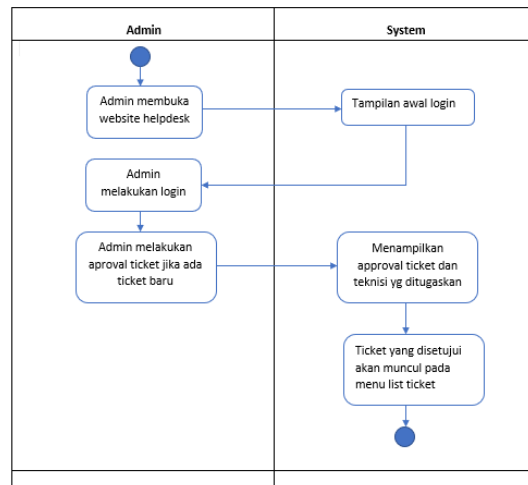 Admin
System
Admin membuka
website helpdesk
Tampilan awal login
Admin
melakukan login
Admin melakukan
aproval ticket jika ada
ticket baru
Menampilkan
approval ticket dan
teknisi yg ditugaskan
Ticket yang disetujui
akan muncul pada
menu list ticket